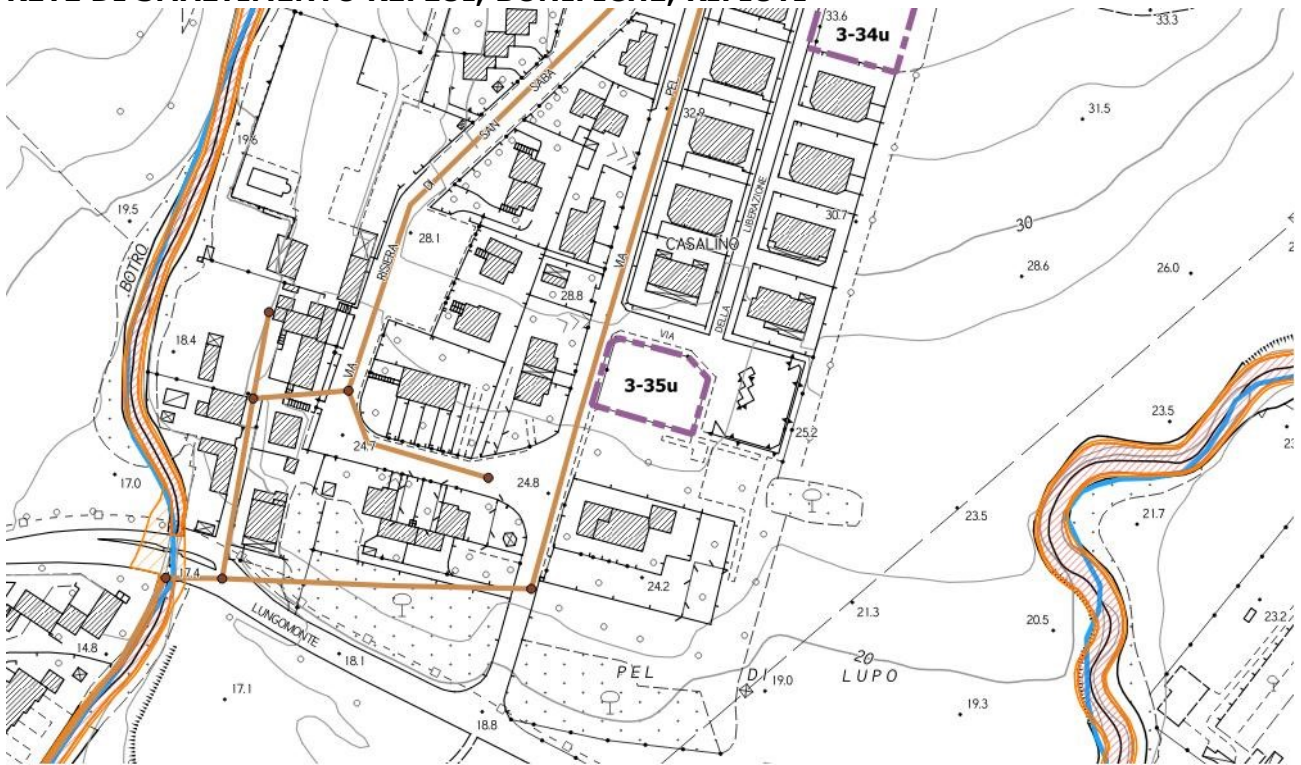 RETE DI SMALTIMENTO REFLUI, BONIFICHE, RIFIUTI
33.6
3-34u
33.3
31.5
SABA
SAN
DI
PEL
32.9
19.6
19.5
BOTRO
28.1
RISIERA
LIBERAZIONE
30.7
30
CASALINO
VIA
28.6
26.0
28.8
DELLA
VIA
18.4
3-35u
VIA
23.5
25.2
24.7
17.0
24.8
23.5
21.7
17.4
24.2
21.3
23.2
LUNGOMONTE
20.5
14.8
18.1
20
PEL DI LUPO
17.1
19.0
19.3
18.8